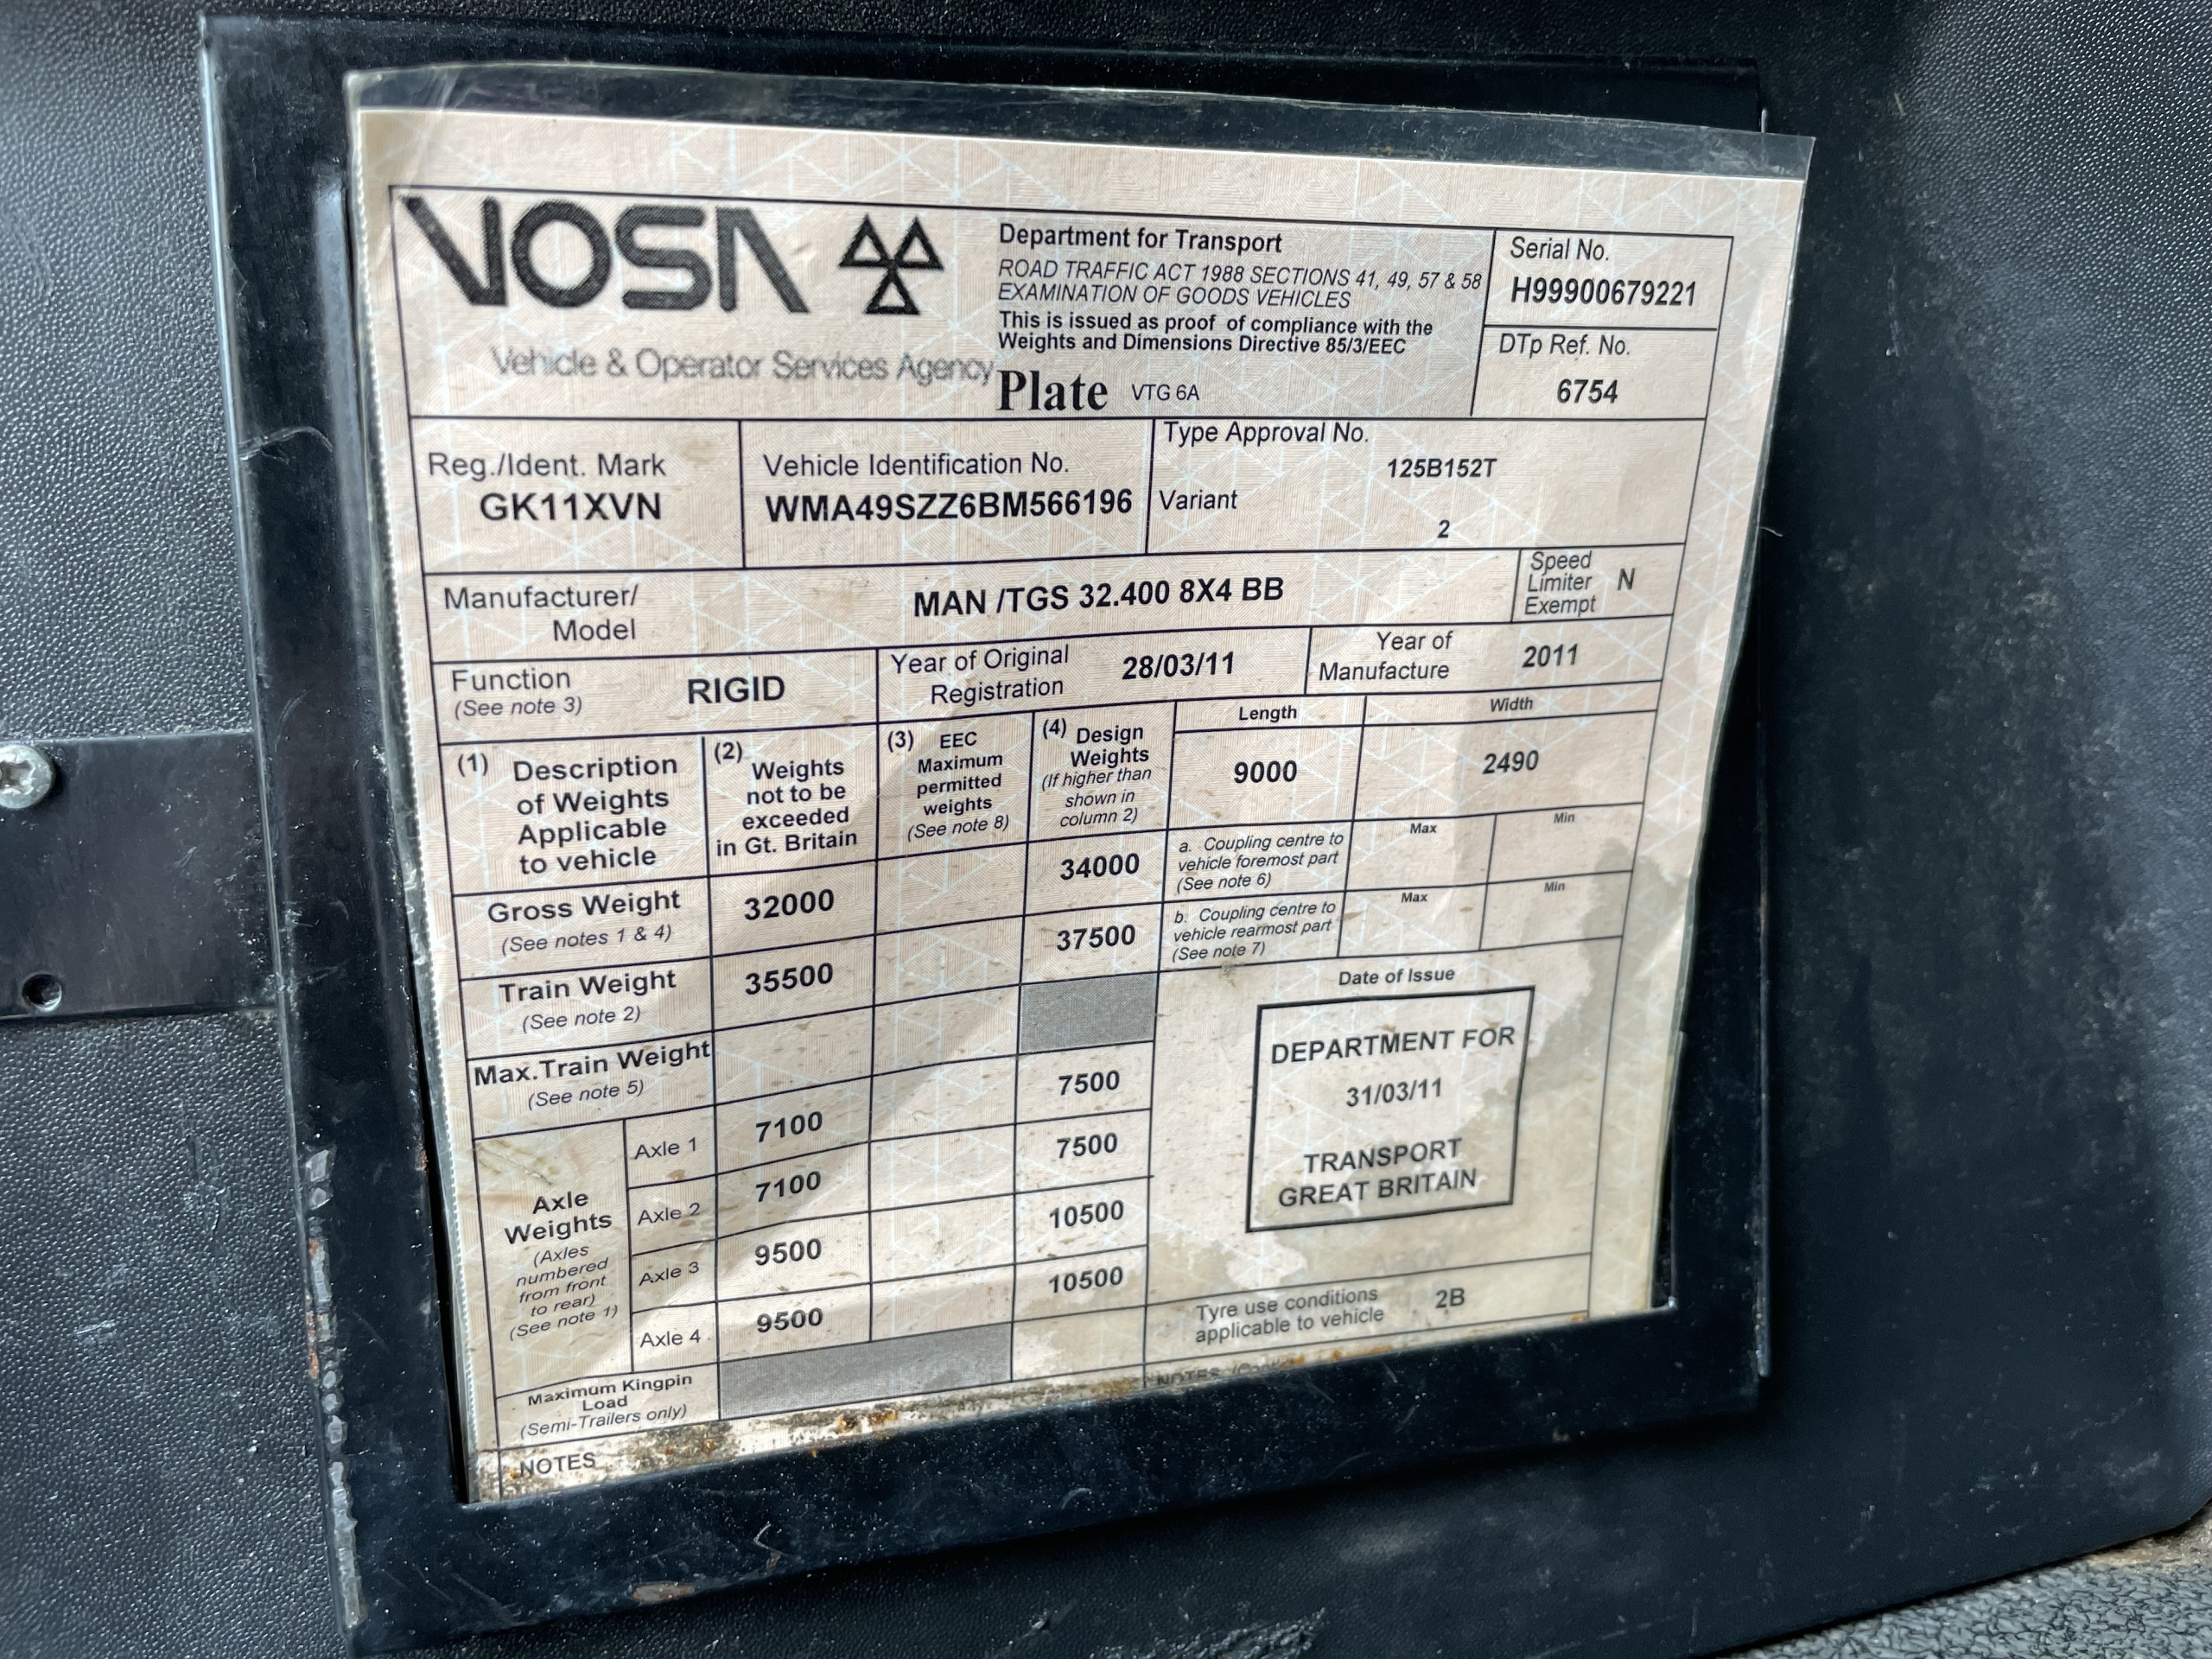 VOSA
Vehicle & Operator Services Agency
Department for Transport
ROAD TRAFFIC ACT 1988 SECTIONS 41, 49, 57 & 58
EXAMINATION OF GOODS VEHICLES
This is issued as proof of compliance with the
Weights and Dimensions Directive 85/3/EEC
Plate VTG 6A
Serial No.
H99900679221
DTp Ref. No.
6754
Reg./Ident. Mark
GK11XVN
Vehicle Identification No.
WMA49SZZ6BM566196
Type Approval No.
125B152T
Variant
2
Manufacturer/
Model
MAN /TGS 32.400 8X4 BB
Speed
Limiter
Exempt
N
Function
(See note 3)
RIGID
Year of Original
Registration
28/03/11
Year of
Manufacture
2011
(1) Description
of Weights
Applicable
to vehicle
(2) Weights
not to be
exceeded
in Gt. Britain
(3) EEC
Maximum
permitted
weights
(See note 8)
(4) Design
Weights
(If higher than
shown in
column 2)
Length
9000
Width
2490
a. Coupling centre to
vehicle foremost part
(See note 6)
Max
Min
b. Coupling centre to
vehicle rearmost part
(See note 7)
Max
Min
Gross Weight
(See notes 1 & 4)
32000
34000
Train Weight
(See note 2)
35500
37500
Max.Train Weight
(See note 5)
Axle
Weights
(Axles
numbered
from front
to rear)
(See note 1)
Axle 1
7100
7500
Axle 2
7100
7500
Axle 3
9500
10500
Axle 4
9500
10500
Maximum Kingpin
Load
(Semi-Trailers only)
Date of Issue
DEPARTMENT FOR
31/03/11
TRANSPORT
GREAT BRITAIN
Tyre use conditions
applicable to vehicle
2B
NOTES
NOTES